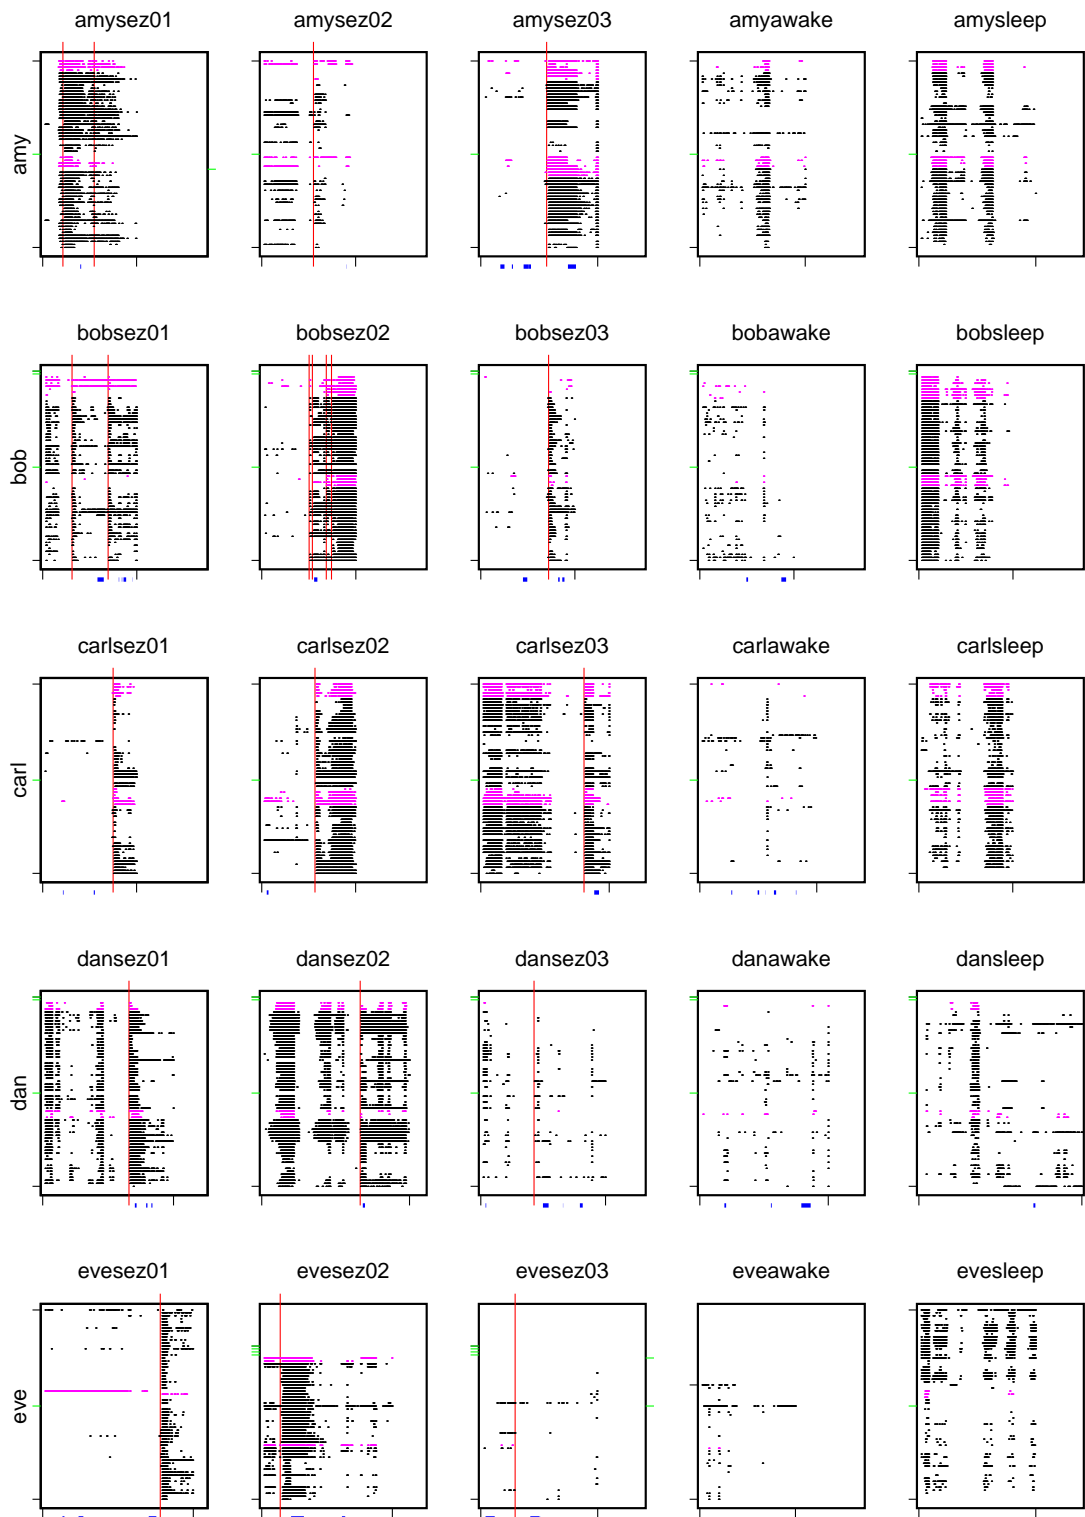 amysez01 amysez02 amysez03 amyawake amysleep
amy
bobsez01 bobsez02 bobsez03 bobawake bobsleep
bob
carlsez01 carlsez02 carlsez03 carlawake carlsleep
carl
dansez01 dansez02 dansez03 danawake dansleep
dan
evesez01 evesez02 evesez03 eveawake evesleep
eve